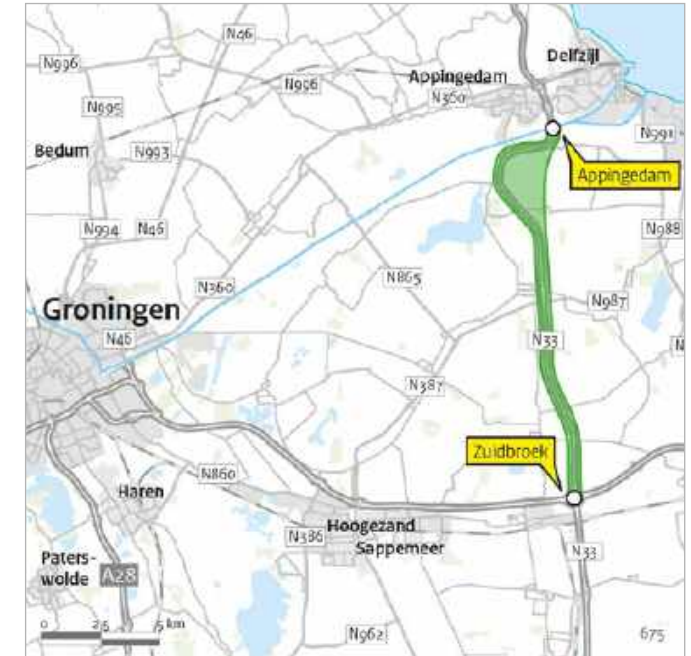 N46
N996
Delfzijl
N996
Appingedam
N360
N995
N991
Bedum
N993
Appingedam
N994
N46
N988
N865
N360
N987
Groningen
N46
N33
N
N387
Zuidbroek
N860
Haren
N386
Hoogezand
Sappemeer
N33
Paters-
wolde
A28
0 2,5 5 km
N962
675